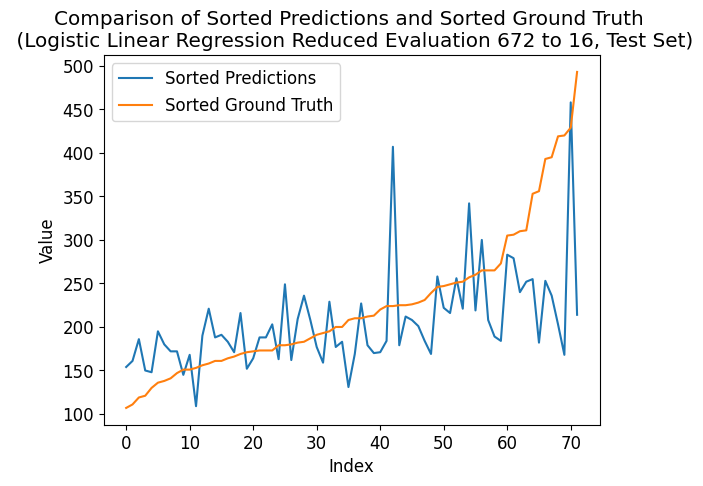 Comparison of Sorted Predictions and Sorted Ground Truth
(Logistic Linear Regression Reduced Evaluation 672 to 16, Test Set)
Sorted Predictions
Sorted Ground Truth
500
450
400
350
300
250
200
150
100
Value
0 10 20 30 40 50 60 70
Index